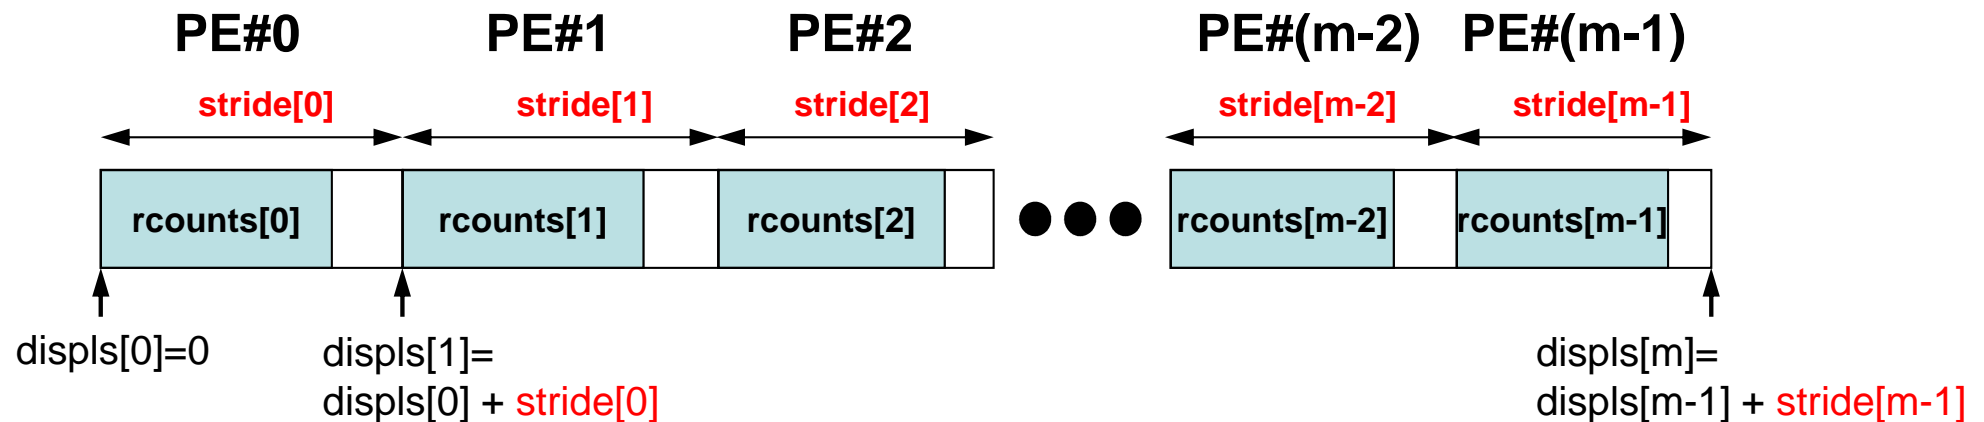 PE#0 PE#1 PE#2 PE#(m-2) PE#(m-1)
stride[0] stride[1] stride[2] stride[m-2] stride[m-1]
rcounts[0] rcounts[1] rcounts[2] rcounts[m-2] rcounts[m-1]
displs[0]=0 displs[1]= displs[m]=
displs[0] + stride[0] displs[m-1] + stride[m-1]